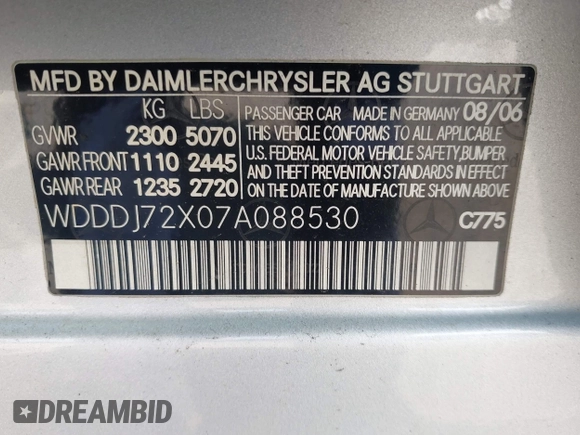 MFD BY DAIMLERCHRYSLER AG STUTTGART
KG LBS
GVWR 2300 5070
GAWR FRONT 1110 2445
GAWR REAR 1235 2720
PASSENGER CAR MADE IN GERMANY 08/06
THIS VEHICLE CONFORMS TO ALL APPLICABLE
U.S. FEDERAL MOTOR VEHICLE SAFETY, BUMPER
AND THEFT PREVENTION STANDARDS
IN EFFECT ON THE DATE OF
MANUFACTURE SHOWN ABOVE.
WDDDJ72X07A088530
C775
DREAMBID